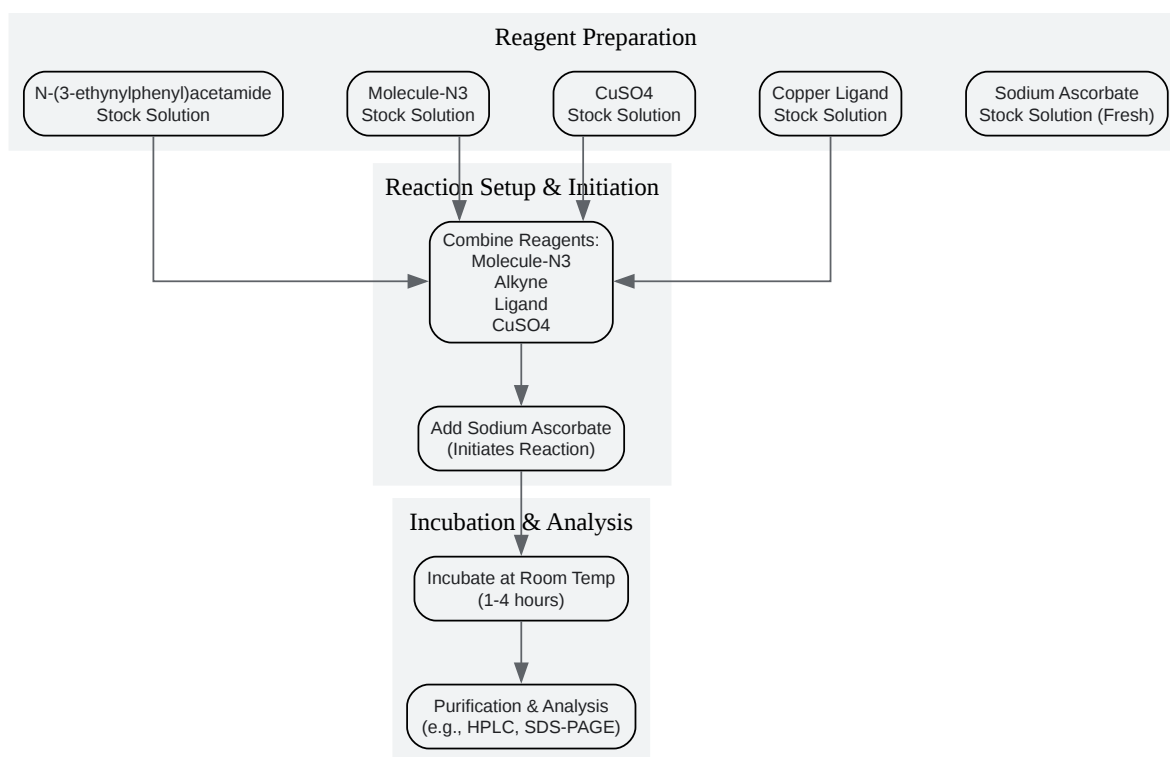 Reagent Preparation
N-(3-ethynylphenyl)acetamide
Stock Solution
Molecule-N3
Stock Solution
CuSO4
Stock Solution
Copper Ligand
Stock Solution
Sodium Ascorbate
Stock Solution (Fresh)
Reaction Setup & Initiation
Combine Reagents:
Molecule-N3
Alkyne
Ligand
CuSO4
Add Sodium Ascorbate
(Initiates Reaction)
Incubation & Analysis
Incubate at Room Temp
(1-4 hours)
Purification & Analysis
(e.g., HPLC, SDS-PAGE)